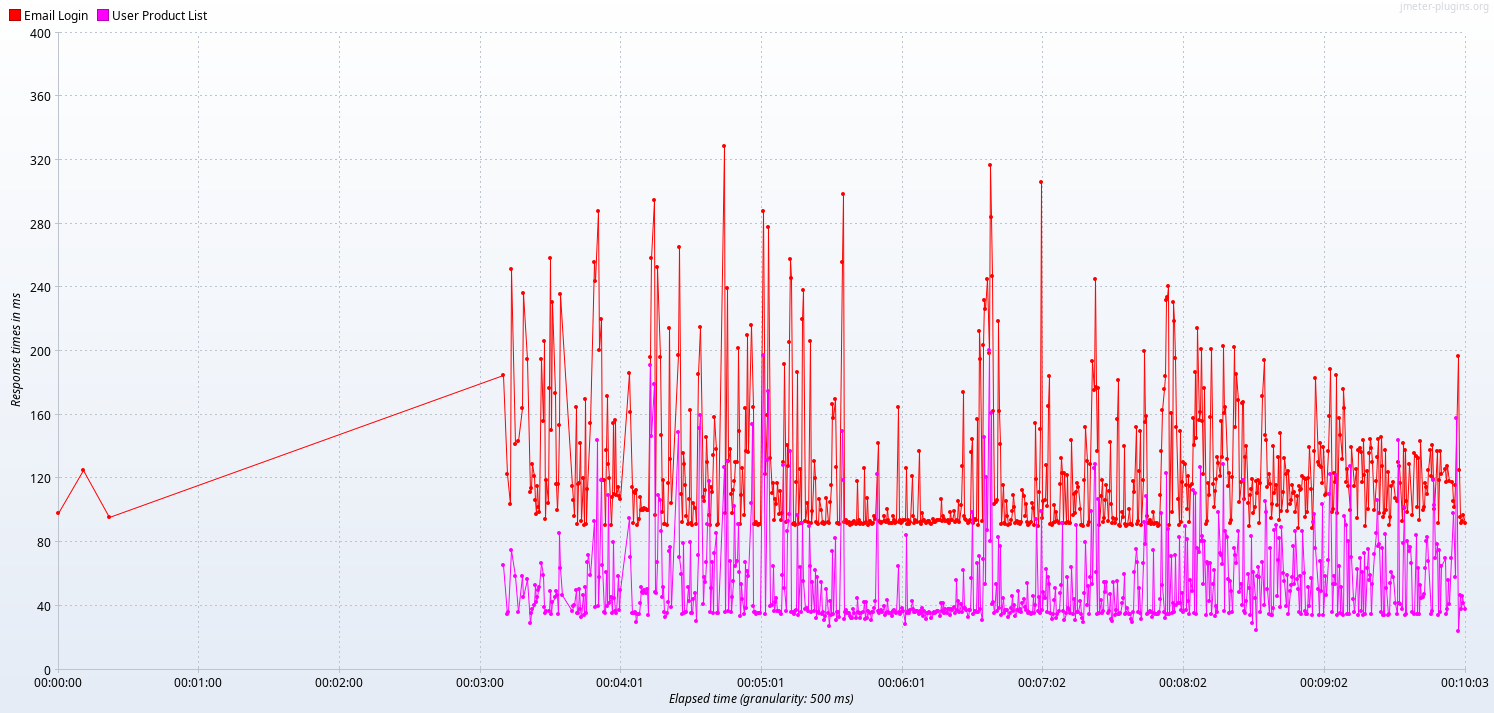 Email Login User Product List
jmeter-plugins.org
400
360
320
280
240
200
160
120
80
40
0
Response times in ms
00:00:00 00:01:00 00:02:00 00:03:00 00:04:01 00:05:01 00:06:01 00:07:02 00:08:02 00:09:02 00:10:03
Elapsed time (granularity: 500 ms)